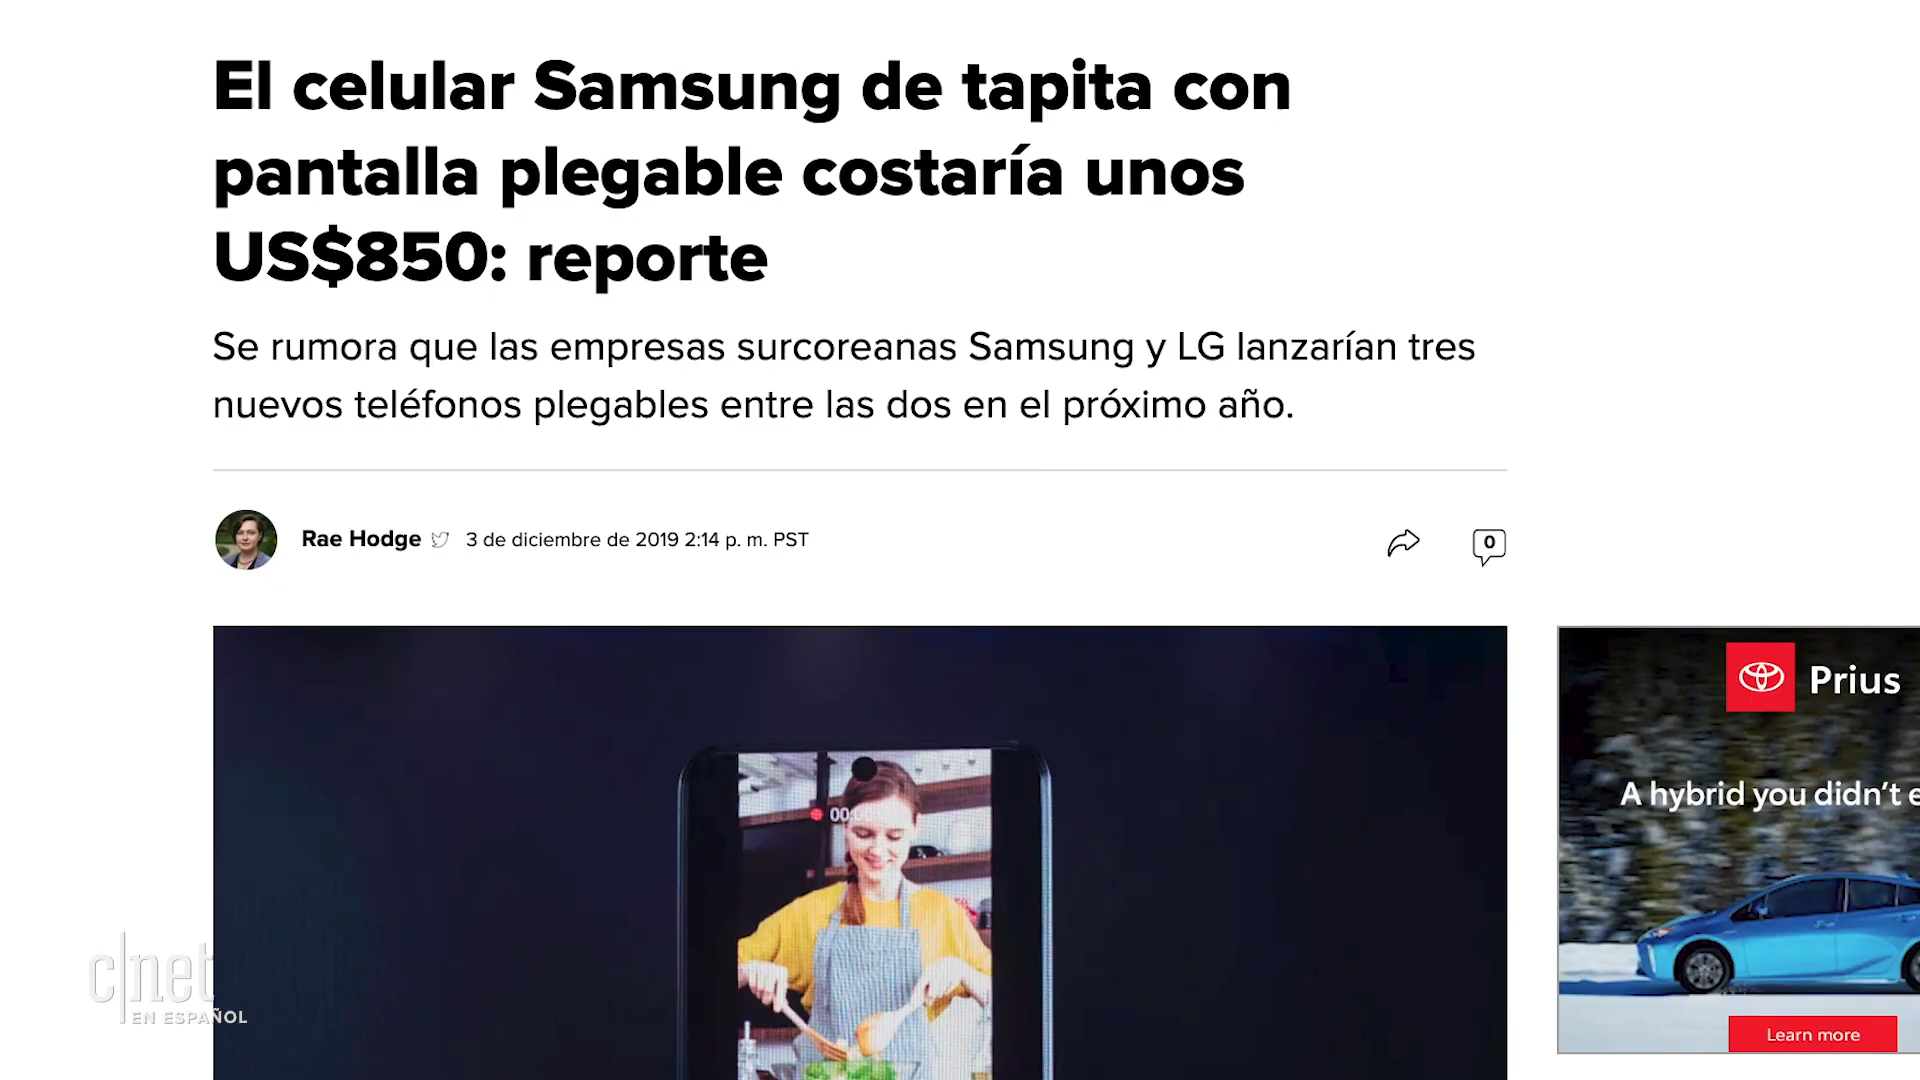 El celular Samsung de tapita con
pantalla plegable costaría unos
US$850: reporte
Se rumora que las empresas surcoreanas Samsung y LG lanzarían tres
nuevos teléfonos plegables entre las dos en el próximo año.
Rae Hodge 3 de diciembre de 2019 2:14 p. m. PST
0
Prius
A hybrid you didn't
Learn more
c|net
EN ESPAÑOL